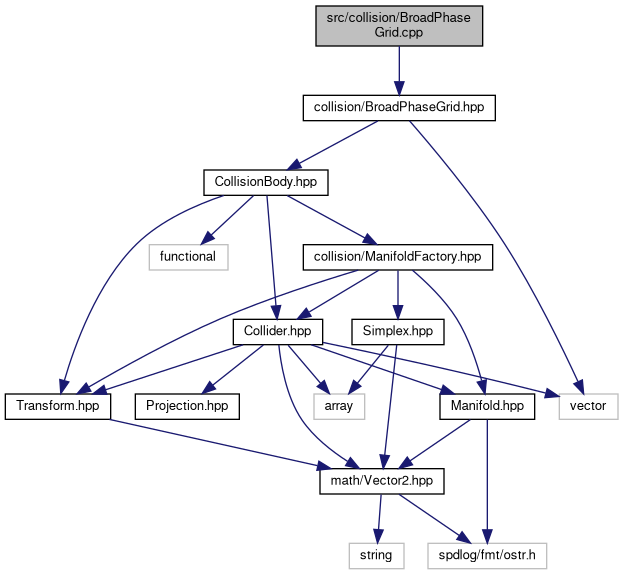 src/collision/BroadPhase
Grid.cpp
collision/BroadPhaseGrid.hpp
CollisionBody.hpp
functional
collision/ManifoldFactory.hpp
Collider.hpp
Simplex.hpp
Transform.hpp
Projection.hpp
array
Manifold.hpp
vector
math/Vector2.hpp
string
spdlog/fmt/ostr.h